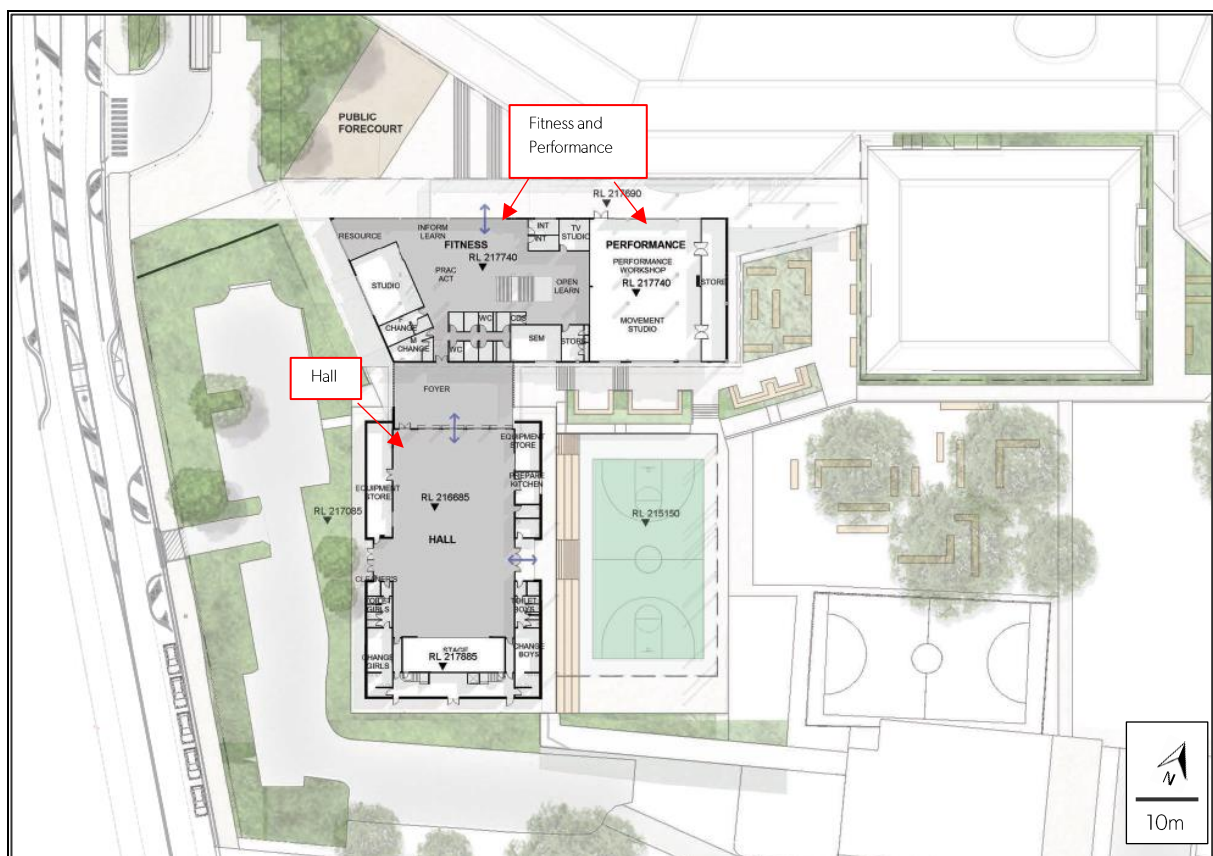 PUBLIC
FORECOURT
Fitness and
Performance
RL 217690
RESOURCE
INFORM
LEARN
INT
INT
TV
STUDIO
FITNESS
RL 217740
PERFORMANCE
PERFORMANCE
WORKSHOP
RL 217740
PRAC
ACT
STUDIO
OPEN
LEARN
STORE
MOVEMENT
STUDIO
F
CHANGE
M
CHANGE
WC
WC
SEM
STORE
Hall
FOYER
EQUIPMENT
STORE
PREPARE
KITCHEN
EQUIPMENT
STORE
RL 217085
RL 216685
RL 215150
HALL
CLEANER'S
TOILET
GIRLS
TOILET
BOYS
STAGE
RL 217885
CHANGE
GIRLS
CHANGE
BOYS
N
10m